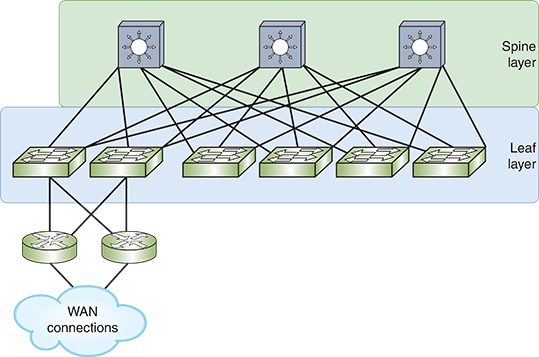 Spine
layer
Leaf
layer
WAN
connections